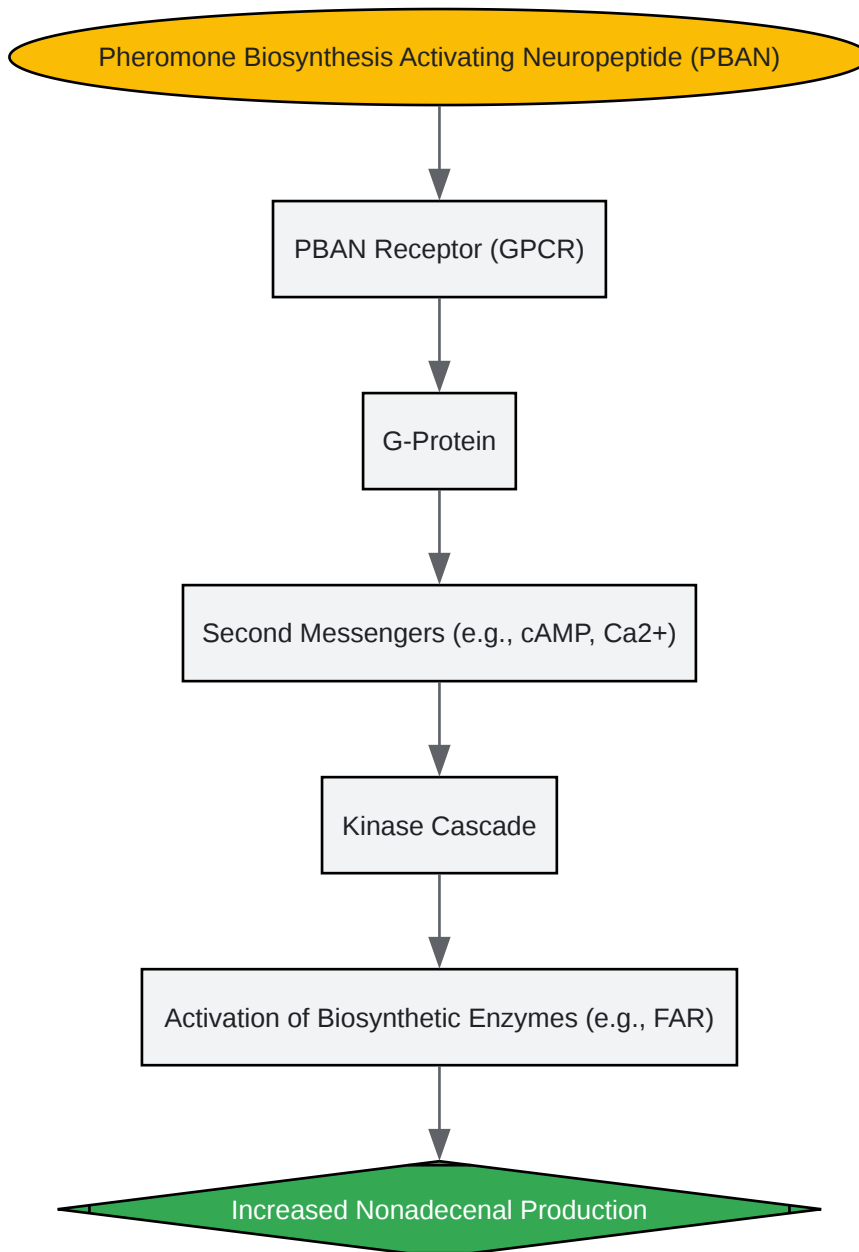 Pheromone Biosynthesis Activating Neuropeptide (PBAN)
PBAN Receptor (GPCR)
G-Protein
Second Messengers (e.g., cAMP, Ca2+)
Kinase Cascade
Activation of Biosynthetic Enzymes (e.g., FAR)
Increased Nonadecenal Production